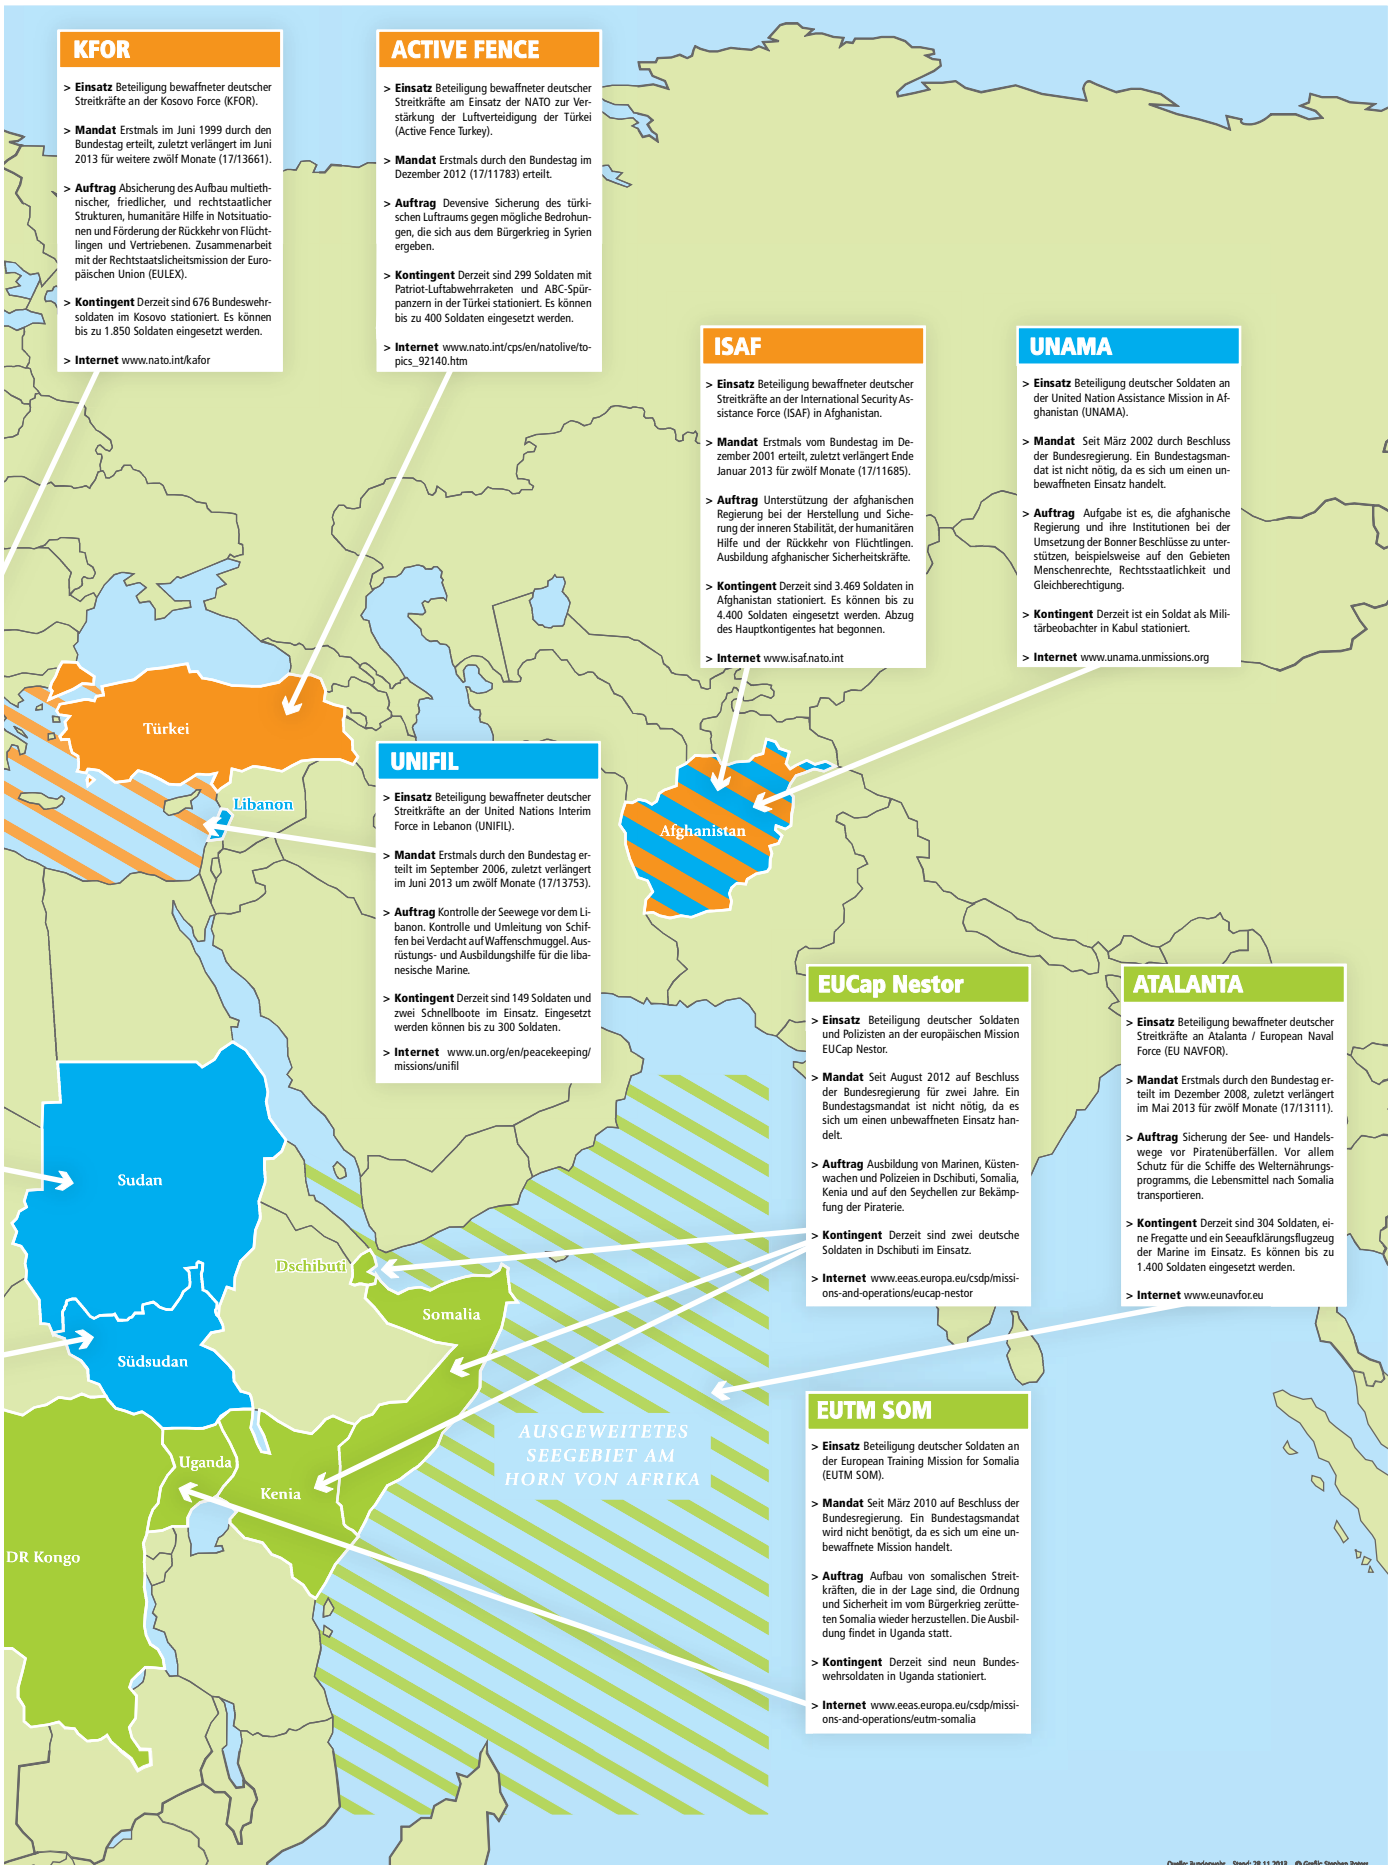 KFOR
> Einsatz Beteiligung bewaffneter deutscher
Streitkräfte an der Kosovo Force (KFOR).
> Mandat Erstmals im Juni 1999 durch den
Bundestag erteilt, zuletzt verlängert im Juni
2013 für weitere zwölf Monate (17/13661).
> Auftrag Absicherung des Aufbau multieth-
nischer, friedlicher, und rechtstaatlicher
Strukturen, humanitäre Hilfe in Notsituatio-
nen und Förderung der Rückkehr von Flücht-
lingen und Vertriebenen. Zusammenarbeit
mit der Rechtstaatslicheitsmission der Euro-
päischen Union (EULEX).
> Kontingent Derzeit sind 676 Bundeswehr-
soldaten im Kosovo stationiert. Es können
bis zu 1.850 Soldaten eingesetzt werden.
> Internet www.nato.int/kafor
ACTIVE FENCE
> Einsatz Beteiligung bewaffneter deutscher
Streitkräfte am Einsatz der NATO zur Ver-
stärkung der Luftverteidigung der Türkei
(Active Fence Turkey).
> Mandat Erstmals durch den Bundestag im
Dezember 2012 (17/11783) erteilt.
> Auftrag Devensive Sicherung des türki-
schen Luftraums gegen mögliche Bedrohun-
gen, die sich aus dem Bürgerkrieg in Syrien
ergeben.
> Kontingent Derzeit sind 299 Soldaten mit
Patriot-Luftabwehrraketen und ABC-Spür-
panzern in der Türkei stationiert. Es können
bis zu 400 Soldaten eingesetzt werden.
> Internet www.nato.int/cps/en/natolive/to-
pics_92140.htm
ISAF
> Einsatz Beteiligung bewaffneter deutscher
Streitkräfte an der International Security As-
sistance Force (ISAF) in Afghanistan.
> Mandat Erstmals vom Bundestag im De-
zember 2001 erteilt, zuletzt verlängert Ende
Januar 2013 für zwölf Monate (17/11685).
> Auftrag Unterstützung der afghanischen
Regierung bei der Herstellung und Siche-
rung der inneren Stabilität, der humanitären
Hilfe und der Rückkehr von Flüchtlingen.
Ausbildung afghanischer Sicherheitskräfte.
> Kontingent Derzeit sind 3.469 Soldaten in
Afghanistan stationiert. Es können bis zu
4.400 Soldaten eingesetzt werden. Abzug
des Hauptkontigentes hat begonnen.
> Internet www.isaf.nato.int
UNAMA
> Einsatz Beteiligung deutscher Soldaten an
der United Nation Assistance Mission in Af-
ghanistan (UNAMA).
> Mandat Seit März 2002 durch Beschluss
der Bundesregierung. Ein Bundestagsman-
dat ist nicht nötig, da es sich um einen un-
bewaffneten Einsatz handelt.
> Auftrag Aufgabe ist es, die afghanische
Regierung und ihre Institutionen bei der
Umsetzung der Bonner Beschlüsse zu unter-
stützen, beispielsweise auf den Gebieten
Menschenrechte, Rechtsstaatlichkeit und
Gleichberechtigung.
> Kontingent Derzeit ist ein Soldat als Mili-
tärbeobachter in Kabul stationiert.
> Internet www.unama.unmissions.org
Türkei
Libanon
Afghanistan
UNIFIL
> Einsatz Beteiligung bewaffneter deutscher
Streitkräfte an der United Nations Interim
Force in Lebanon (UNIFIL).
> Mandat Erstmals durch den Bundestag er-
teilt im September 2006, zuletzt verlängert
im Juni 2013 um zwölf Monate (17/13753).
> Auftrag Kontrolle der Seewege vor dem Li-
banon. Kontrolle und Umleitung von Schif-
fen bei Verdacht auf Waffenschmuggel. Aus-
rüstungs- und Ausbildungshilfe für die liba-
nesische Marine.
> Kontingent Derzeit sind 149 Soldaten und
zwei Schnellboote im Einsatz. Eingesetzt
werden können bis zu 300 Soldaten.
> Internet www.un.org/en/peacekeeping/
missions/unifil
EUCap Nestor
> Einsatz Beteiligung deutscher Soldaten
und Polizisten an der europäischen Mission
EUCap Nestor.
> Mandat Seit August 2012 auf Beschluss
der Bundesregierung für zwei Jahre. Ein
Bundestagsmandat ist nicht nötig, da es
sich um einen unbewaffneten Einsatz han-
delt.
> Auftrag Ausbildung von Marinen, Küsten-
wachen und Polizeien in Dschibuti, Somalia,
Kenia und auf den Seychellen zur Bekämp-
fung der Piraterie.
> Kontingent Derzeit sind zwei deutsche
Soldaten in Dschibuti im Einsatz.
> Internet www.eeas.europa.eu/csdp/missi-
ons-and-operations/eucap-nestor
ATALANTA
> Einsatz Beteiligung bewaffneter deutscher
Streitkräfte an Atalanta / European Naval
Force (EU NAVFOR).
> Mandat Erstmals durch den Bundestag er-
teilt im Dezember 2008, zuletzt verlängert
im Mai 2013 für zwölf Monate (17/13111).
> Auftrag Sicherung der See- und Handels-
wege vor Piratenüberfällen. Vor allem
Schutz für die Schiffe des Welternährungs-
programms, die Lebensmittel nach Somalia
transportieren.
> Kontingent Derzeit sind 304 Soldaten, ei-
ne Fregatte und ein Seeaufklärungsflugzeug
der Marine im Einsatz. Es können bis zu
1.400 Soldaten eingesetzt werden.
> Internet www.eunavfor.eu
Sudan
Dschibuti
Somalia
Südsudan
AUSGEWEITETES
SEEGEBIET AM
HORN VON AFRIKA
Uganda
Kenia
DR Kongo
EUTM SOM
> Einsatz Beteiligung deutscher Soldaten an
der European Training Mission for Somalia
(EUTM SOM).
> Mandat Seit März 2010 auf Beschluss der
Bundesregierung. Ein Bundestagsmandat
wird nicht benötigt, da es sich um eine un-
bewaffnete Mission handelt.
> Auftrag Aufbau von somalischen Streit-
kräften, die in der Lage sind, die Ordnung
und Sicherheit im vom Bürgerkrieg zerütte-
ten Somalia wieder herzustellen. Die Ausbil-
dung findet in Uganda statt.
> Kontingent Derzeit sind neun Bundes-
wehrsoldaten in Uganda stationiert.
> Internet www.eeas.europa.eu/csdp/missi-
ons-and-operations/eutm-somalia
Quelle: Bundeswehr Stand: 28.11.2013 © Grafik: Stephan Roters